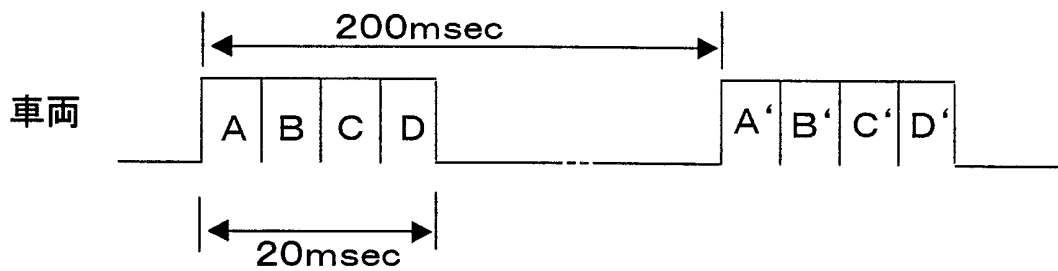 200msec
車両
A B C D
A‘ B‘ C‘ D‘
20msec